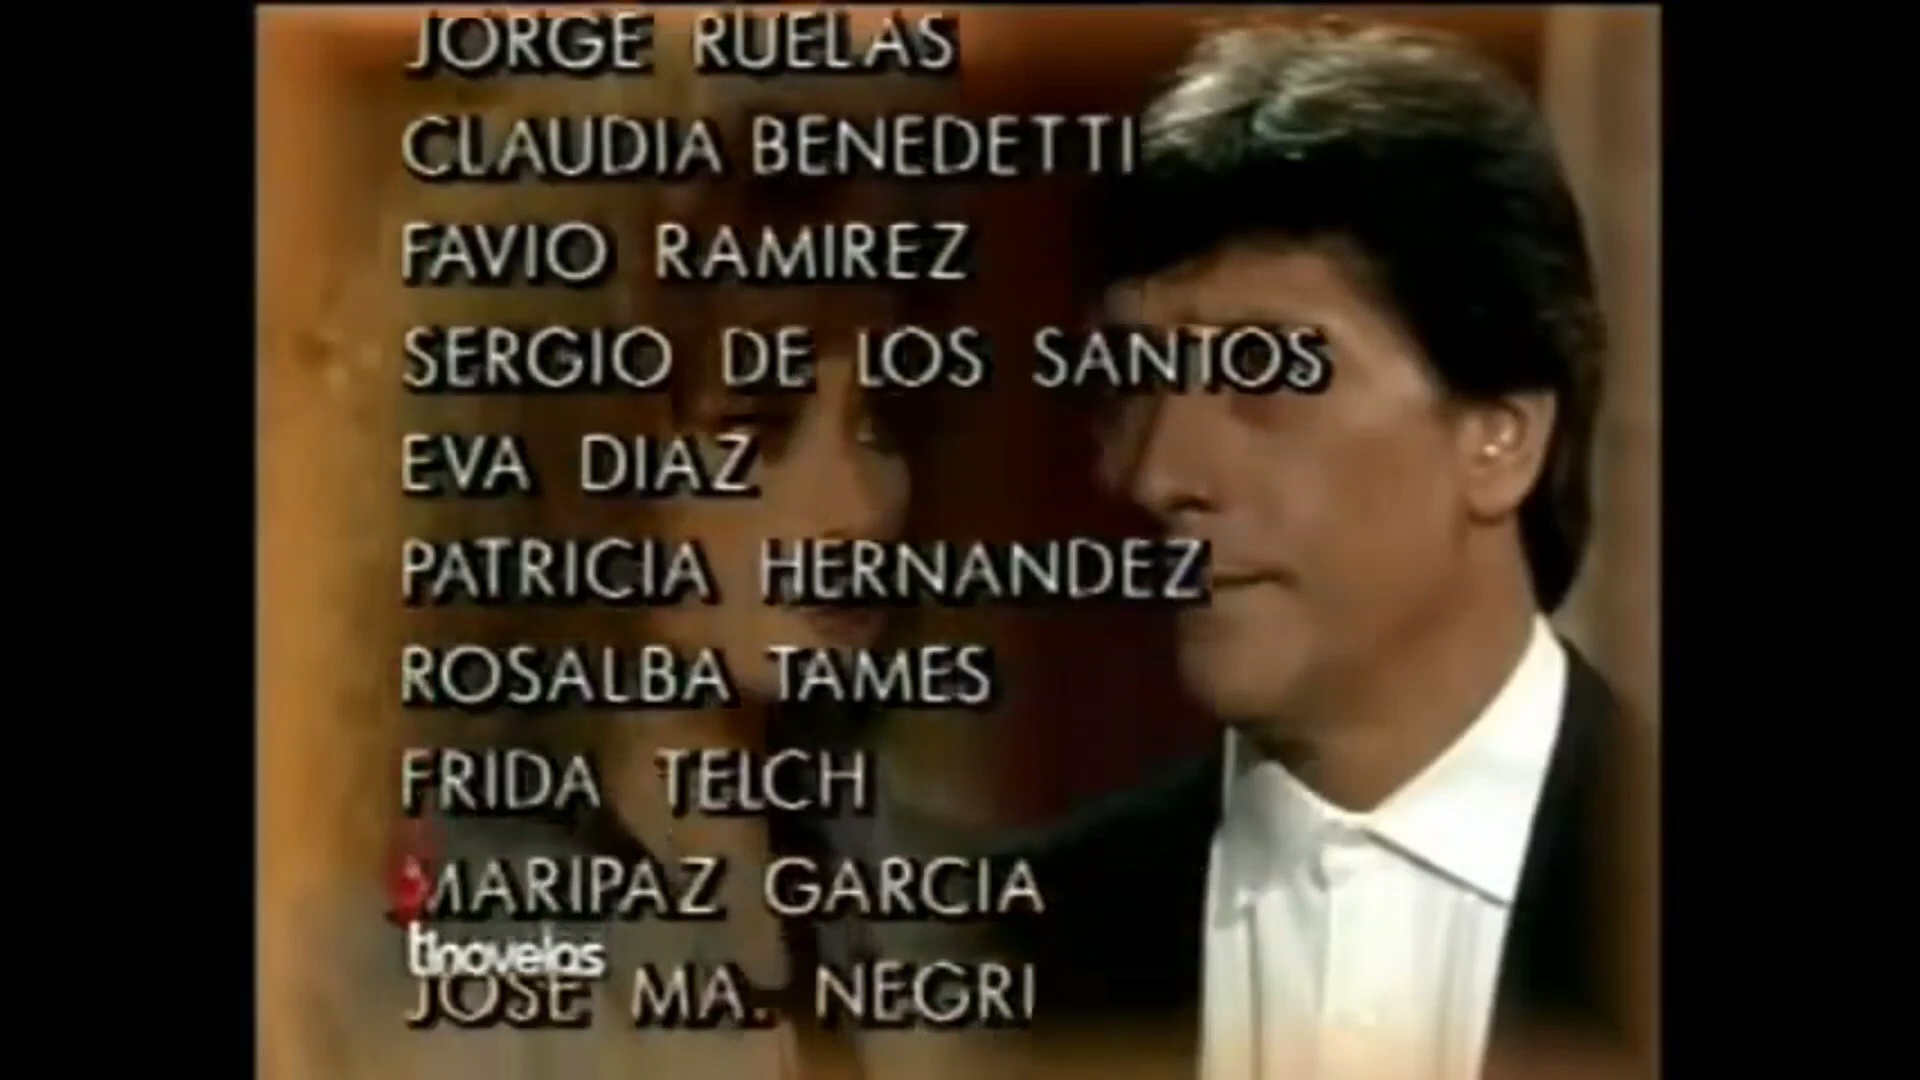 JORGE RUELAS
CLAUDIA BENEDETTI
FAVIO RAMIREZ
SERGIO DE LOS SANTOS
EVA DIAZ
PATRICIA HERNANDEZ
ROSALBA TAMES
FRIDA TELCH
MARIPAZ GARCIA
tlnovelas
JOSE MA. NEGRI